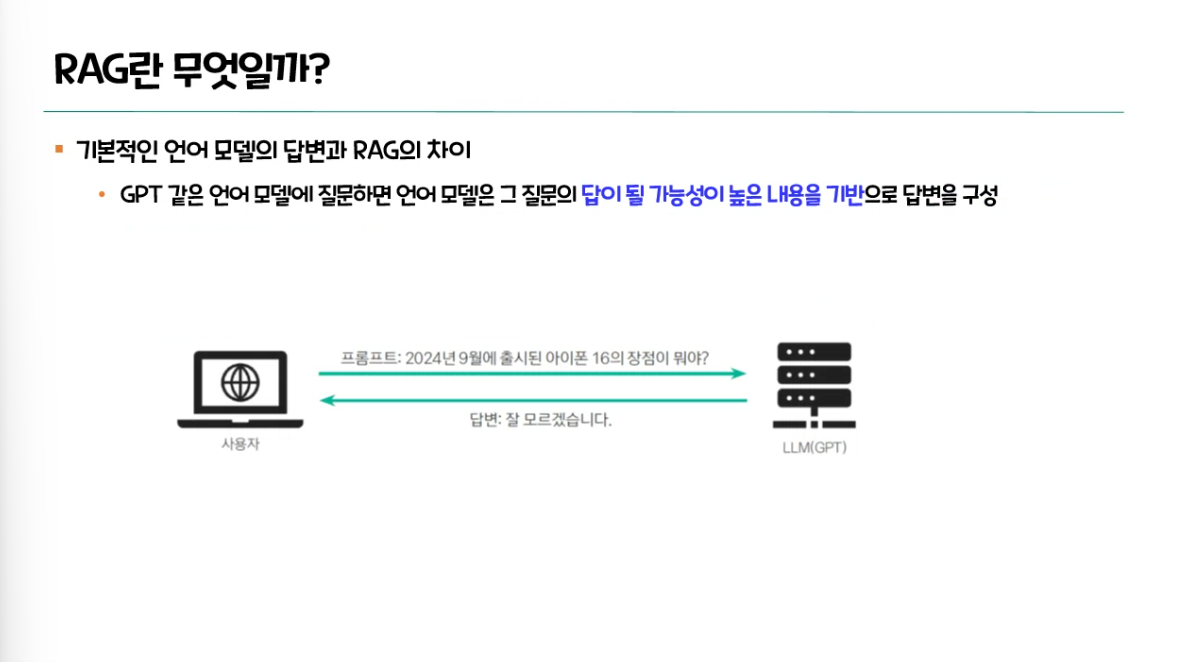 RAG란 무엇일까?
기본적인 언어 모델의 답변과 RAG의 차이
GPT 같은 언어 모델에 질문하면 언어 모델은 그 질문의 답이 될 가능성이 높은 내용을 기반으로 답변을 구성
프롬프트: 2024년 9월에 출시된 아이폰 16의 장점이 뭐야?
답변: 잘 모르겠습니다.
사용자
LLM(GPT)